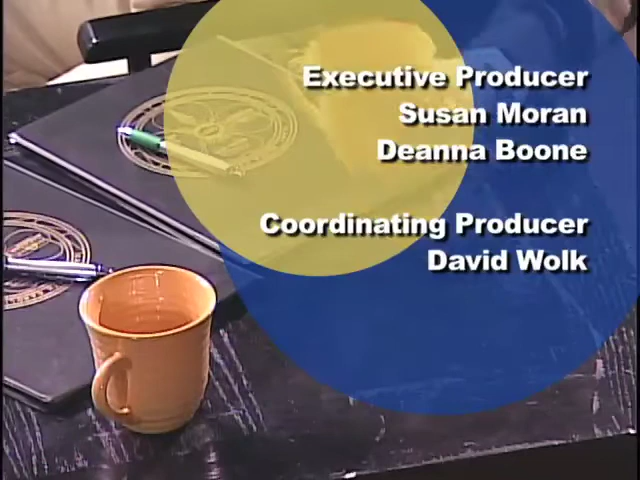 Executive Producer
Susan Moran
Deanna Boone
Coordinating Producer
David Wolk